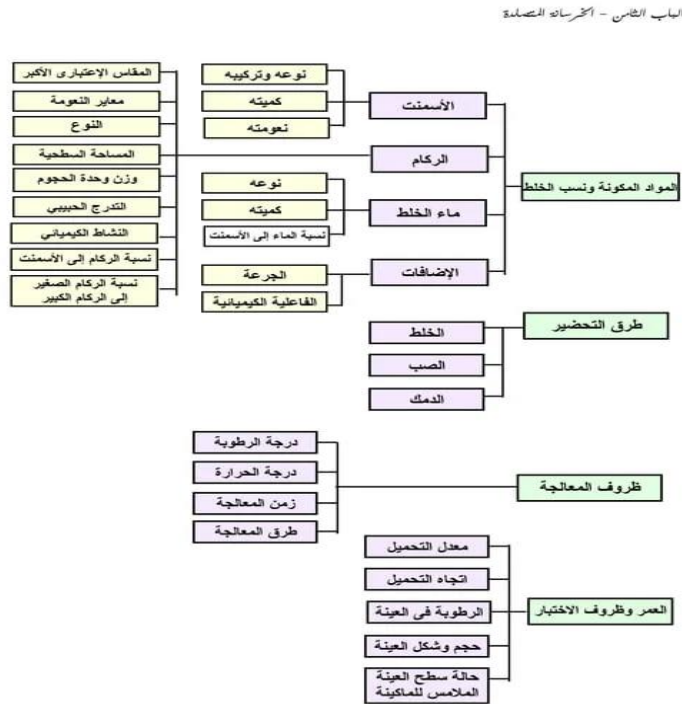 الباب الثامن - الخرسانة المتصلدة
المواد المكونة ونسب الخلط
الأسمنت
نوعه وتركيبه
كميته
نعومته
الركام
المقاس الإعتبارى الأكبر
معاير النعومة
النوع
المساحة السطحية
وزن وحدة الحجوم
التدرج الحبيبي
النشاط الكيميائي
نسبة الركام إلى الأسمنت
نسبة الركام الصغير
إلى الركام الكبير
ماء الخلط
نوعه
كميته
نسبة الماء إلى الأسمنت
الإضافات
الجرعة
الفاعلية الكيميائية
طرق التحضير
الخلط
الصب
الدمك
ظروف المعالجة
درجة الرطوبة
درجة الحرارة
زمن المعالجة
طرق المعالجة
العمر وظروف الاختبار
معدل التحميل
اتجاه التحميل
الرطوبة فى العينة
حجم وشكل العينة
حالة سطح العينة
الملامس للماكينة